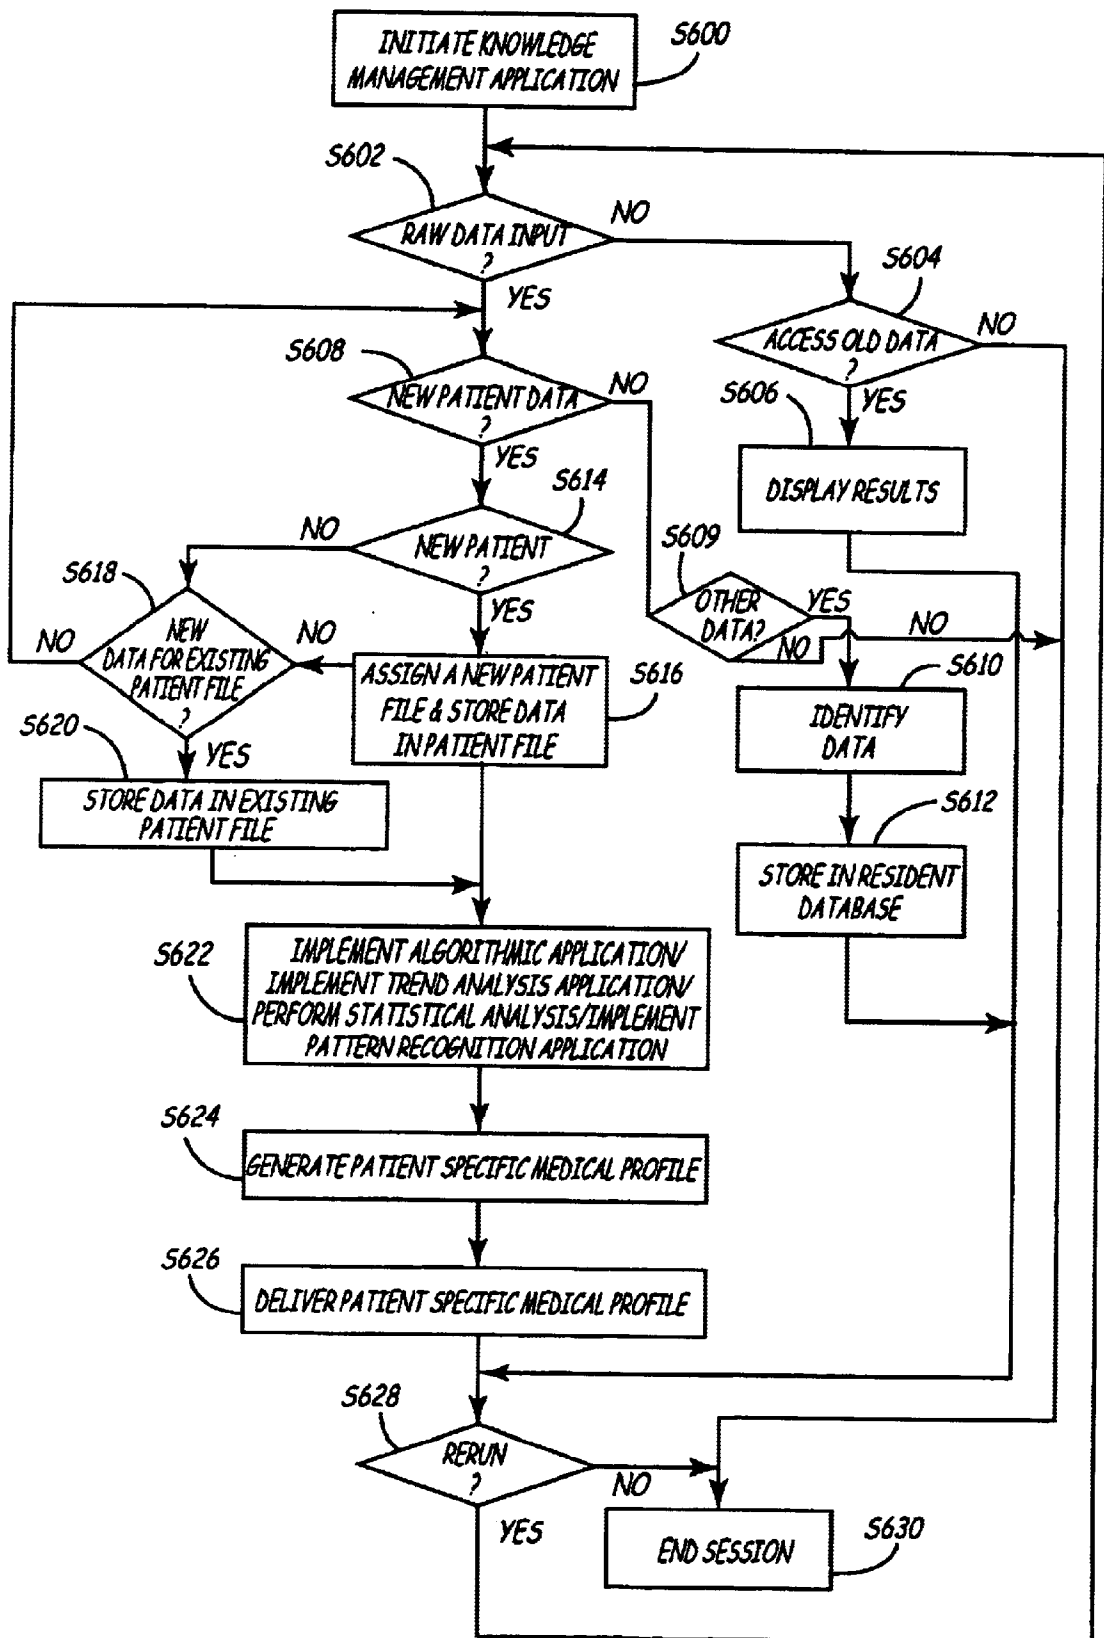 INITIATE KNOWLEDGE
MANAGEMENT APPLICATION
S600
S602
RAW DATA INPUT
?
NO
YES
S604
ACCESS OLD DATA
?
NO
YES
S606
DISPLAY RESULTS
S608
NEW PATIENT DATA
?
NO
YES
S614
NEW PATIENT
?
NO
YES
S609
OTHER
DATA?
YES
NO
NO
S618
NEW
DATA FOR EXISTING
PATIENT FILE
?
NO
NO
YES
ASSIGN A NEW PATIENT
FILE & STORE DATA
IN PATIENT FILE
S616
S610
IDENTIFY
DATA
S620
STORE DATA IN EXISTING
PATIENT FILE
S612
STORE IN RESIDENT
DATABASE
S622
IMPLEMENT ALGORITHMIC APPLICATION/
IMPLEMENT TREND ANALYSIS APPLICATION/
PERFORM STATISTICAL ANALYSIS/IMPLEMENT
PATTERN RECOGNITION APPLICATION
S624
GENERATE PATIENT SPECIFIC MEDICAL PROFILE
S626
DELIVER PATIENT SPECIFIC MEDICAL PROFILE
S628
RERUN
?
NO
YES
END SESSION
S630